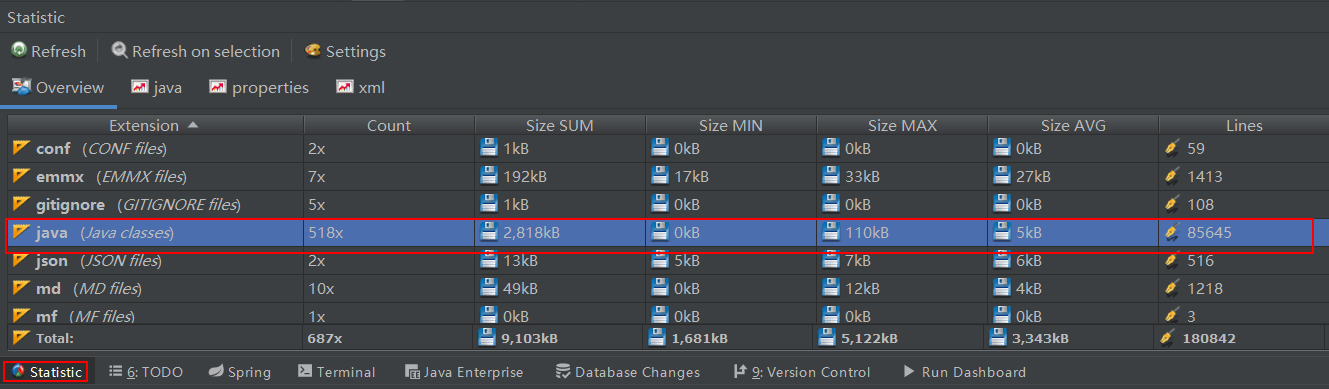 Statistic
Refresh Refresh on selection Settings
Overview java properties xml
Extension Count Size SUM Size MIN Size MAX Size AVG Lines
conf (CONF files) 2x 1kB 0kB 0kB 0kB 59
emmx (EMMX files) 7x 192kB 17kB 33kB 27kB 1413
gitignore (GITIGNORE files) 5x 1kB 0kB 0kB 0kB 108
java (Java classes) 518x 2,818kB 0kB 110kB 5kB 85645
json (JSON files) 2x 13kB 5kB 7kB 6kB 516
md (MD files) 10x 49kB 0kB 12kB 4kB 1218
mf (MF files) 1x 0kB 0kB 0kB 0kB 3
Total: 687x 9,103kB 1,681kB 5,122kB 3,343kB 180842
Statistic 6: TODO Spring Terminal Java Enterprise Database Changes 9: Version Control Run Dashboard